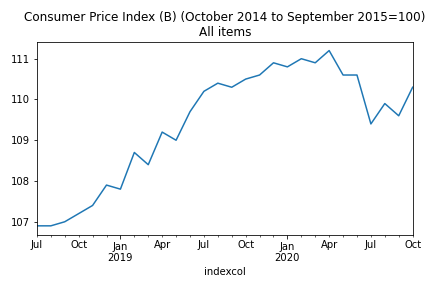 Consumer Price Index (B) (October 2014 to September 2015=100)
All items
111
110
109
108
107
Jul Oct Jan Apr Jul Oct Jan Apr Jul Oct
2019 2020
indexcol